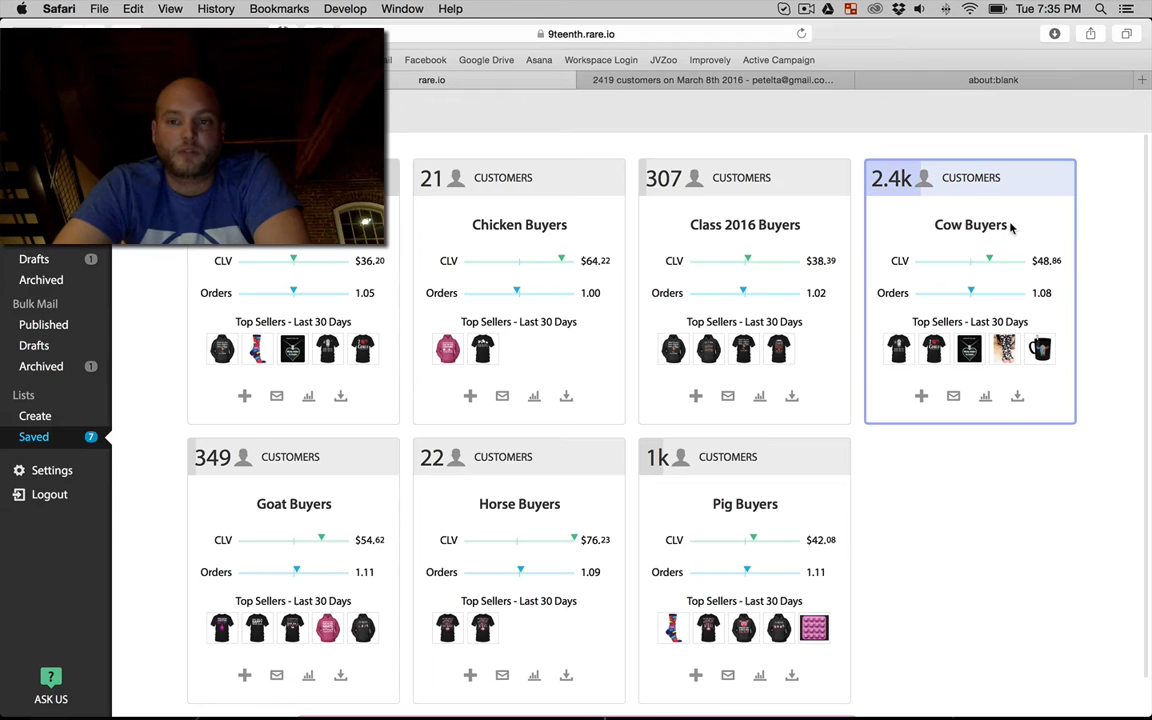 Safari File Edit View History Bookmarks Develop Window Help Tue 7:35 PM
9teenth.rare.io
Facebook Google Drive Asana Workspace Login JVZoo Improvely Active Campaign
rare.io 2419 customers on March 8th 2016 - petelta@gmail.co... about:blank +
21 CUSTOMERS
Chicken Buyers
CLV $64.22
Orders 1.00
Top Sellers - Last 30 Days
307 CUSTOMERS
Class 2016 Buyers
CLV $38.39
Orders 1.02
Top Sellers - Last 30 Days
2.4k CUSTOMERS
Cow Buyers
CLV $48.86
Orders 1.08
Top Sellers - Last 30 Days
CLV $36.20
Orders 1.05
Top Sellers - Last 30 Days
Drafts 1
Archived
Bulk Mail
Published
Drafts
Archived 1
Lists
Create
Saved 7
Settings
Logout
?
ASK US
349 CUSTOMERS
Goat Buyers
CLV $54.62
Orders 1.11
Top Sellers - Last 30 Days
22 CUSTOMERS
Horse Buyers
CLV $76.23
Orders 1.09
Top Sellers - Last 30 Days
1k CUSTOMERS
Pig Buyers
CLV $42.08
Orders 1.11
Top Sellers - Last 30 Days